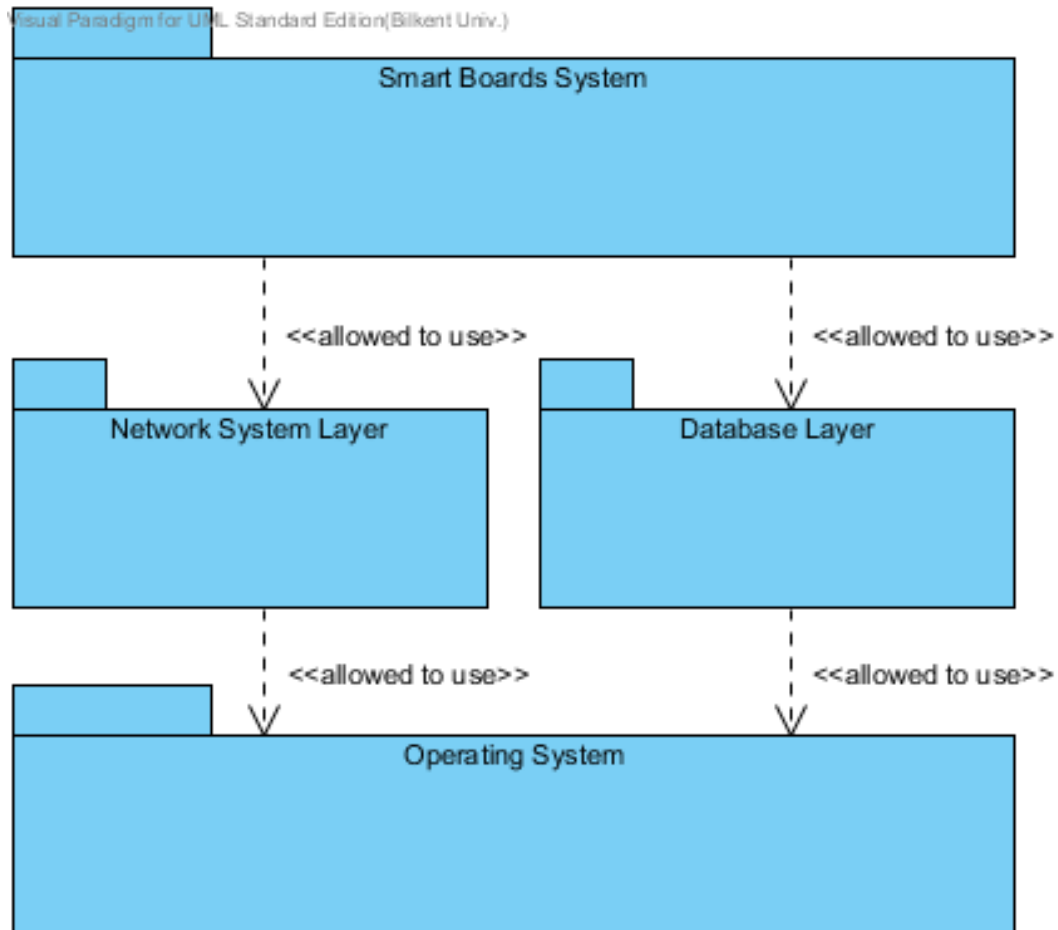 Visual Paradigm for UML Standard Edition(Bilkent Univ.)
Smart Boards System
<<allowed to use>>
<<allowed to use>>
Network System Layer
Database Layer
<<allowed to use>>
<<allowed to use>>
Operating System